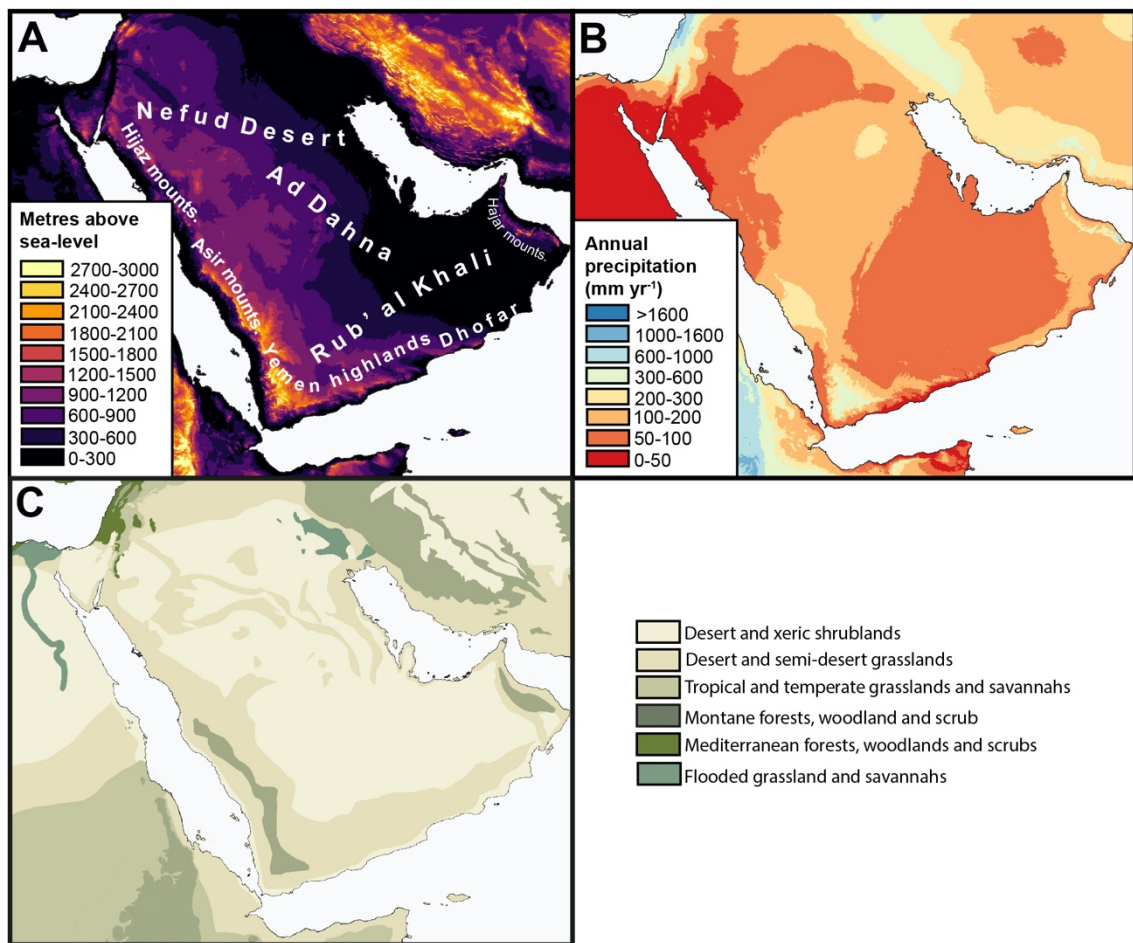 A
Nefud Desert
Ad Dahna
Hijaz mounts.
Asir mounts.
Hajar mounts.
Rub' al Khali
Yemen highlands
Dhofar
Metres above
sea-level
2700-3000
2400-2700
2100-2400
1800-2100
1500-1800
1200-1500
900-1200
600-900
300-600
0-300
B
Annual
precipitation
(mm yr⁻¹)
>1600
1000-1600
600-1000
300-600
200-300
100-200
50-100
0-50
C
Desert and xeric shrublands
Desert and semi-desert grasslands
Tropical and temperate grasslands and savannahs
Montane forests, woodland and scrub
Mediterranean forests, woodlands and scrubs
Flooded grassland and savannahs